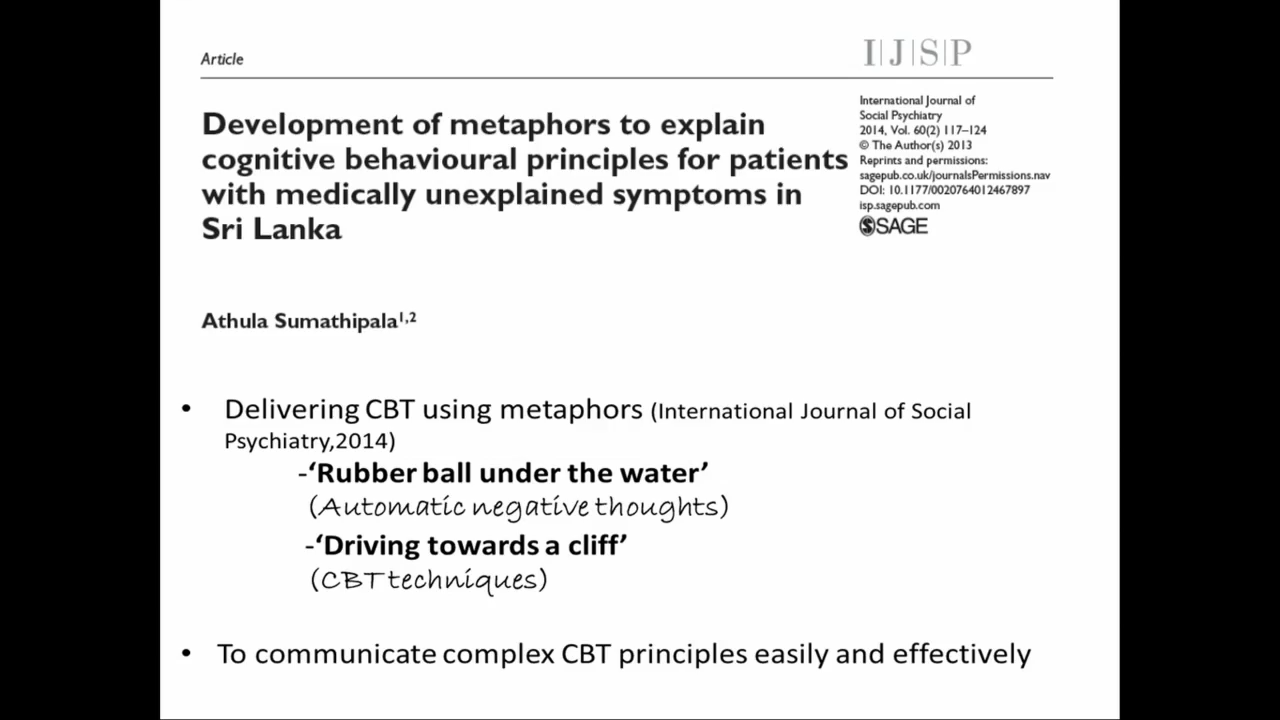 Article
I|J|S|P
Development of metaphors to explain
cognitive behavioural principles for patients
with medically unexplained symptoms in
Sri Lanka
International Journal of
Social Psychiatry
2014, Vol. 60(2) 117–124
© The Author(s) 2013
Reprints and permissions:
sagepub.co.uk/journalsPermissions.nav
DOI: 10.1177/0020764012467897
isp.sagepub.com
SAGE
Athula Sumathipala1,2
• Delivering CBT using metaphors (International Journal of Social
Psychiatry,2014)
-‘Rubber ball under the water’
(Automatic negative thoughts)
-‘Driving towards a cliff’
(CBT techniques)
• To communicate complex CBT principles easily and effectively